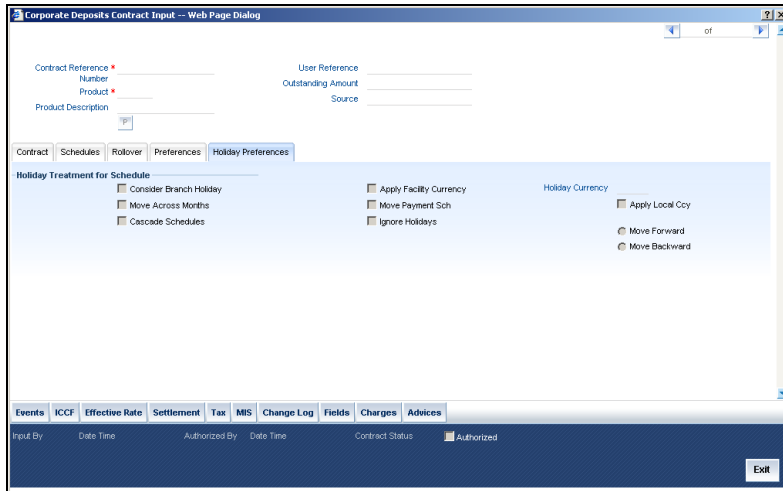 Corporate Deposits Contract Input -- Web Page Dialog
? X
of
Contract Reference * Number
User Reference
Product *
Outstanding Amount
Product Description
Source
P
Contract Schedules Rollover Preferences Holiday Preferences
Holiday Treatment for Schedule
Consider Branch Holiday Apply Facility Currency Holiday Currency
Move Across Months Move Payment Sch Apply Local Ccy
Cascade Schedules Ignore Holidays
Move Forward
Move Backward
Events ICCF Effective Rate Settlement Tax MIS Change Log Fields Charges Advices
Input By Date Time Authorized By Date Time Contract Status Authorized
Exit